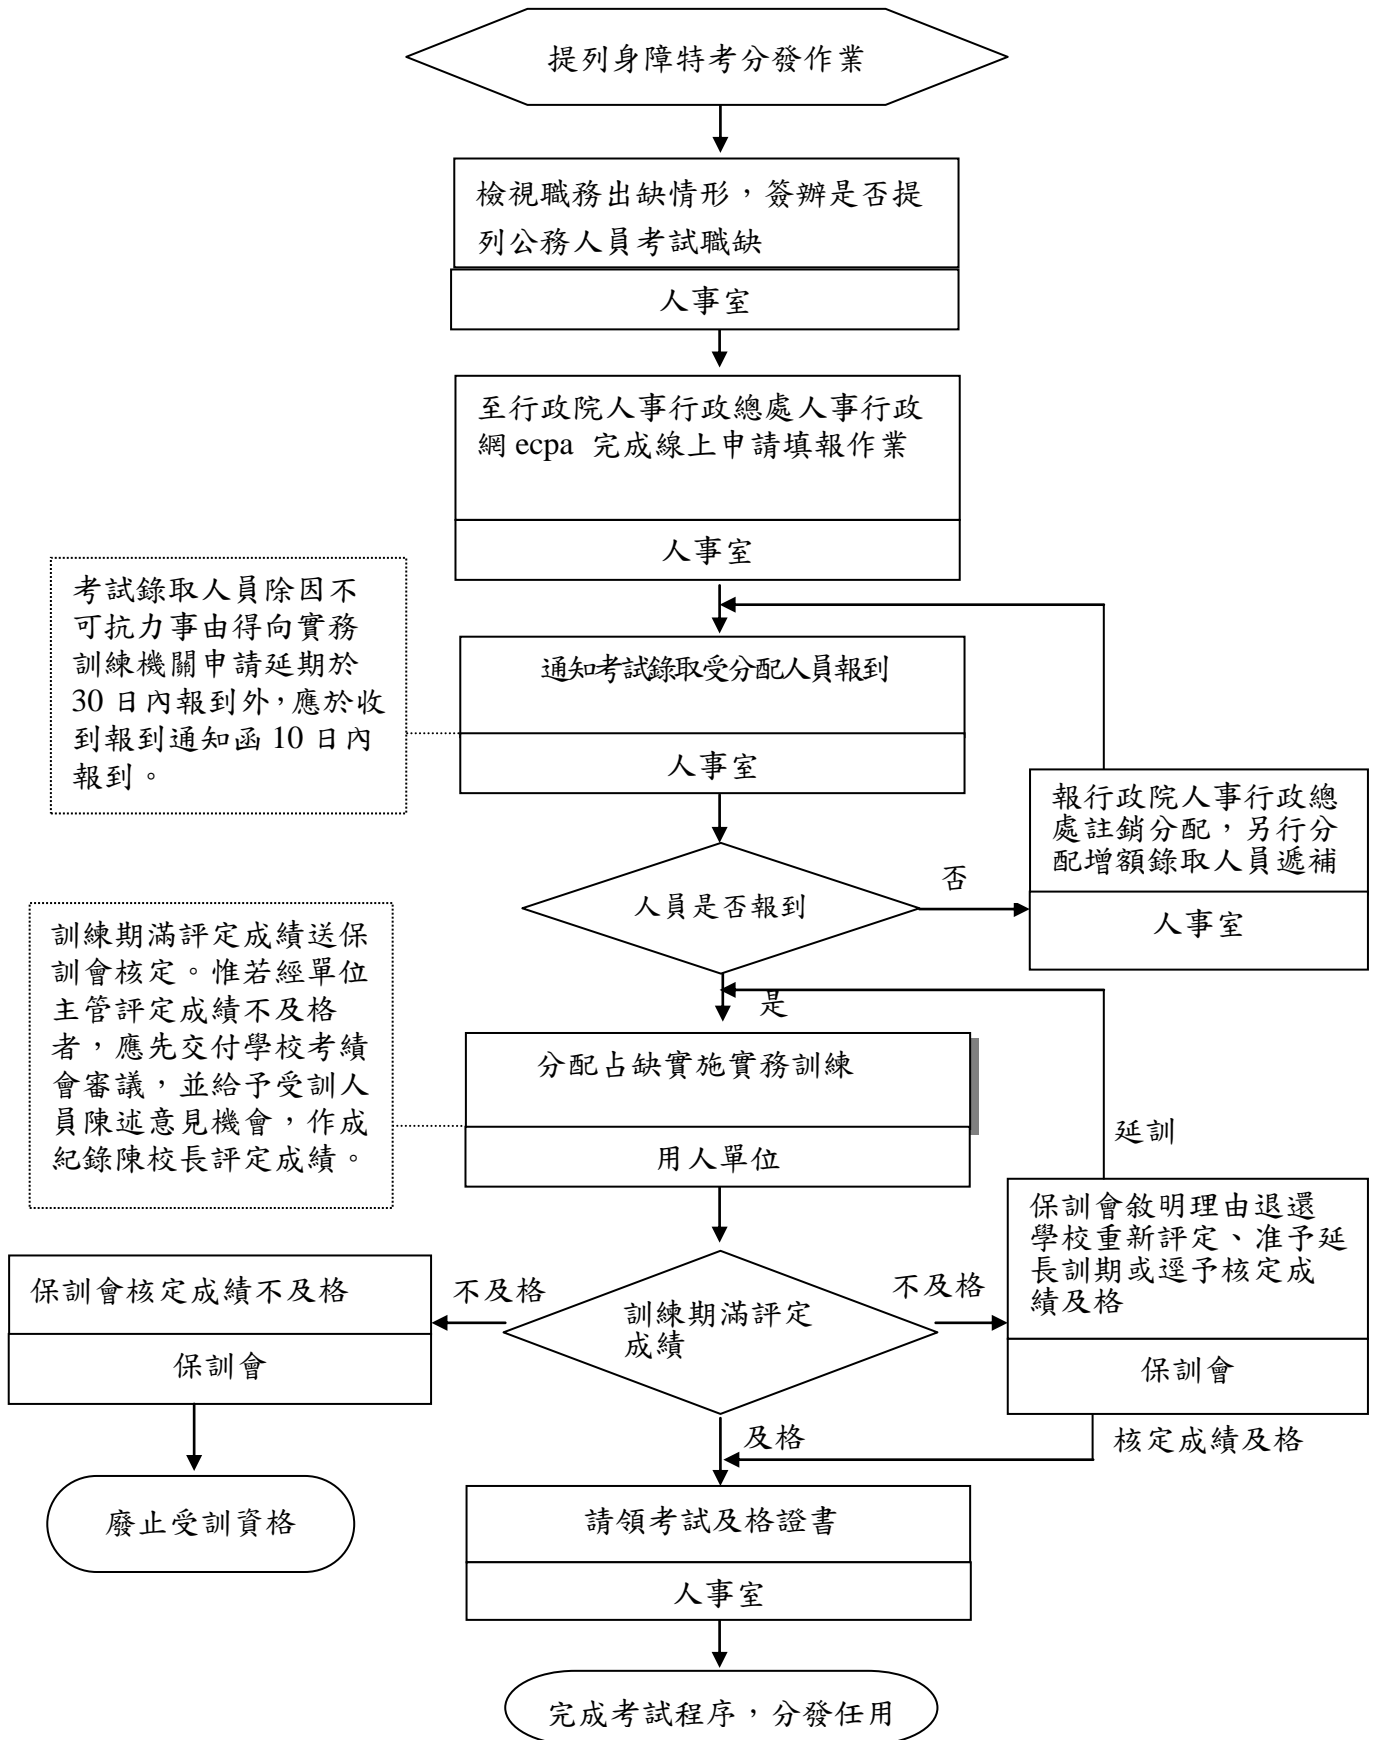 提列身障特考分發作業
檢視職務出缺情形，簽辦是否提
列公務人員考試職缺
人事室
至行政院人事行政總處人事行政
網 ecpa 完成線上申請填報作業
人事室
考試錄取人員除因不
可抗力事由得向實務
訓練機關申請延期於
30 日內報到外，應於收
到報到通知函 10 日內
報到。
通知考試錄取受分配人員報到
人事室
報行政院人事行政總
處註銷分配，另行分
配增額錄取人員遞補
人事室
人員是否報到
否
是
訓練期滿評定成績送保
訓會核定。惟若經單位
主管評定成績不及格
者，應先交付學校考績
會審議，並給予受訓人
員陳述意見機會，作成
紀錄陳校長評定成績。
分配占缺實施實務訓練
用人單位
延訓
保訓會敘明理由退還
學校重新評定、准予延
長訓期或逕予核定成
績及格
保訓會
保訓會核定成績不及格
保訓會
不及格
訓練期滿評定
成績
不及格
及格
核定成績及格
廢止受訓資格
請領考試及格證書
人事室
完成考試程序，分發任用